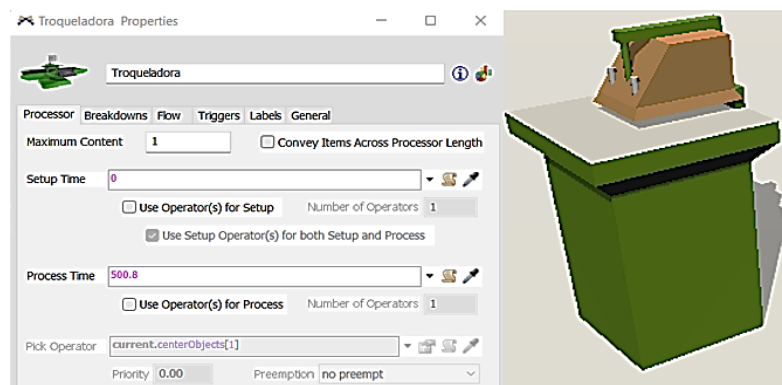 Troqueladora Properties
Troqueladora
Processor Breakdowns Flow Triggers Labels General
Maximum Content 1 Convey Items Across Processor Length
Setup Time 0
Use Operator(s) for Setup Number of Operators 1
Use Setup Operator(s) for both Setup and Process
Process Time 500.8
Use Operator(s) for Process Number of Operators 1
Pick Operator current.centerObjects[1]
Priority 0.00 Preemption no preempt